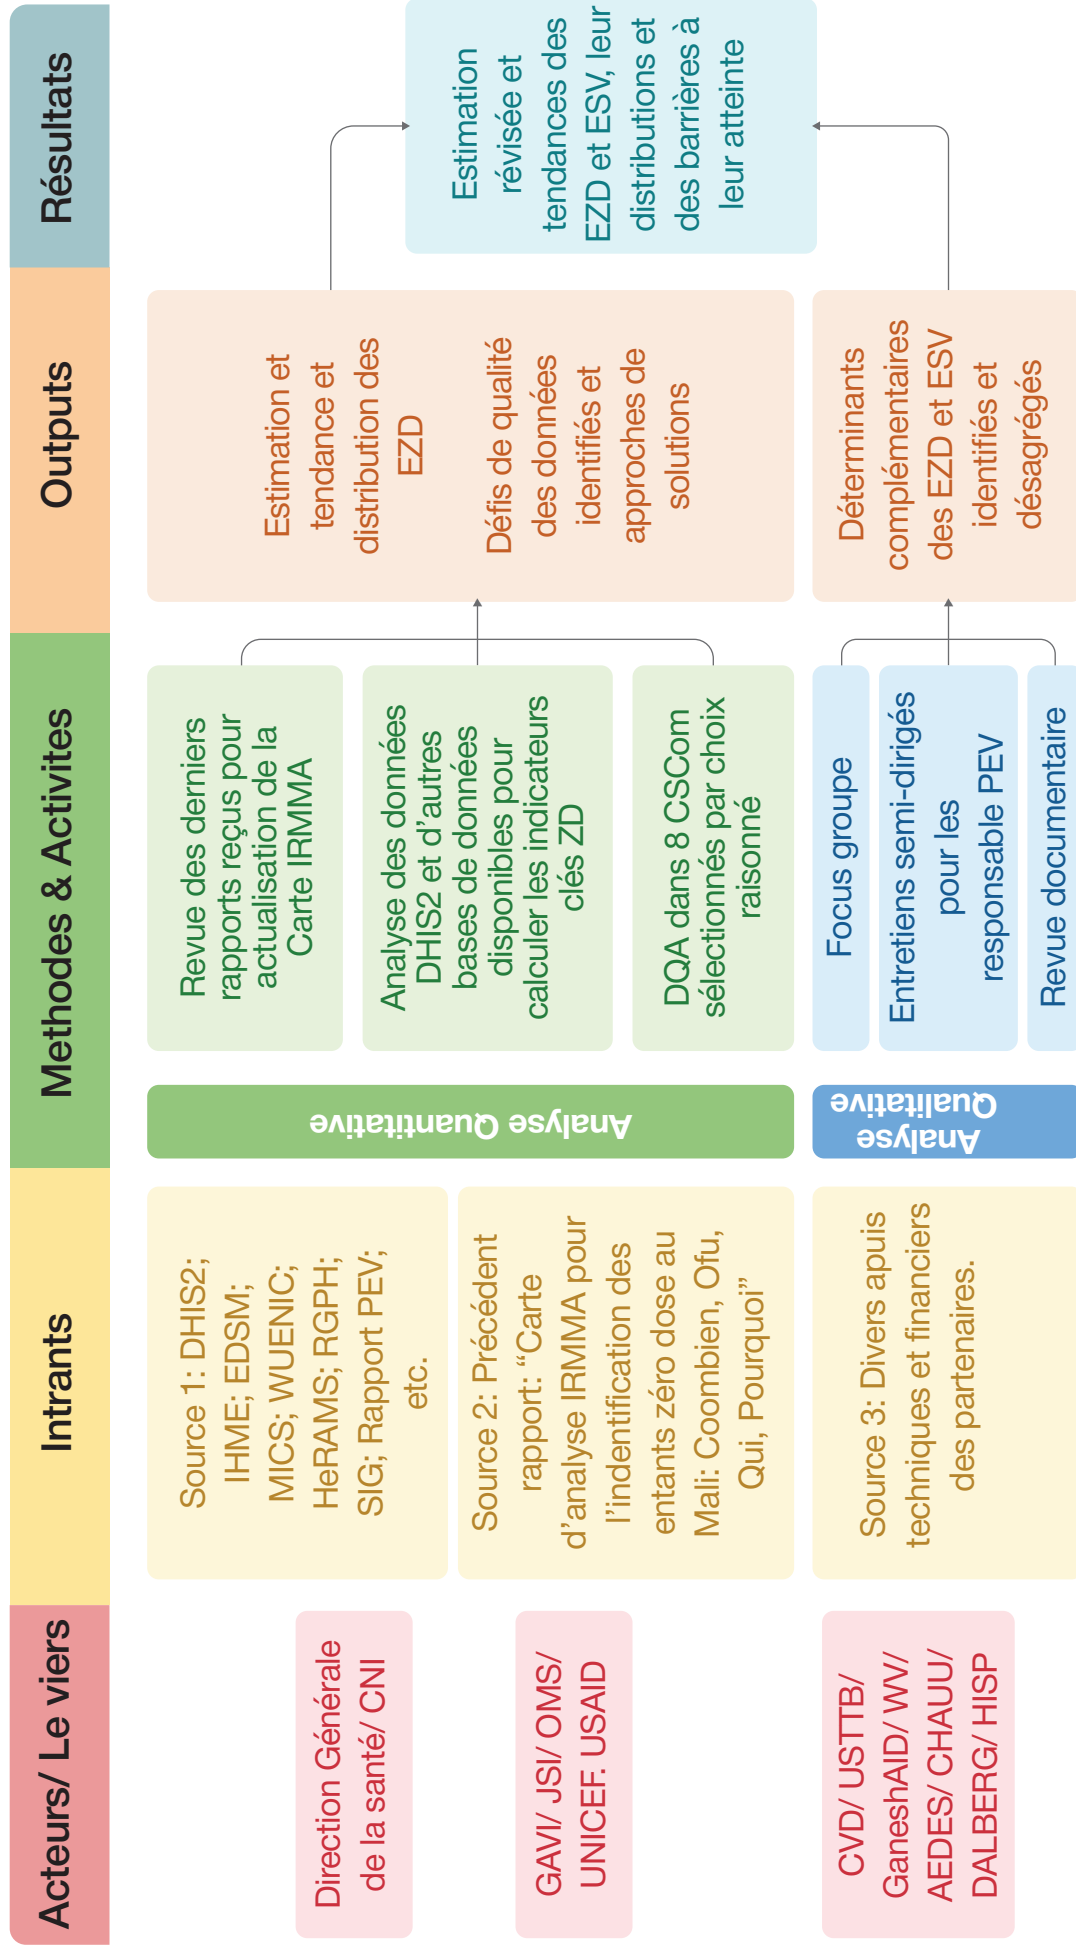 Acteurs/ Le viers
Intrants
Methodes & Activites
Outputs
Résultats
Direction Générale
de la santé/ CNI
GAVI/ JSI/ OMS/
UNICEF. USAID
CVD/ USTTB/
GaneshAID/ WV/
AEDES/ CHAUU/
DALBERG/ HISP
Source 1: DHIS2;
IHME; EDSM;
MICS; WUENIC;
HeRAMS; RGPH;
SIG; Rapport PEV;
etc.
Source 2: Précédent
rapport: “Carte
d’analyse IRMMA pour
l’indentification des
entants zéro dose au
Mali: Coombien, Ofu,
Qui, Pourquoi”
Source 3: Divers apuis
techniques et financiers
des partenaires.
Analyse Quantitative
Analyse
Qualitative
Revue des derniers
rapports reçus pour
actualisation de la
Carte IRIMMA
Analyse des données
DHIS2 et d’autres
bases de données
disponibles pour
calculer les indicateurs
clés ZD
DQA dans 8 CSCom
sélectionnés par choix
raisonné
Focus groupe
Entretiens semi-dirigés
pour les
responsable PEV
Revue documentaire
Estimation et
tendance et
distribution des
EZD
Défis de qualité
des données
identifiés et
approches de
solutions
Déterminants
complémentaires
des EZD et ESV
identifiés et
désagrégés
Estimation
révisée et
tendances des
EZD et ESV, leur
distributions et
des barrières à
leur atteinte